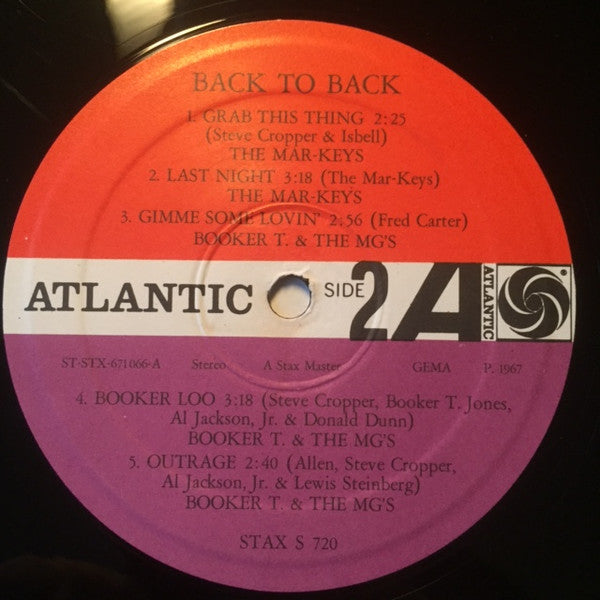 BACK TO BACK
1. GRAB THIS THING 2:25
(Steve Cropper & Isbell)
THE MAR-KEYS
2. LAST NIGHT 3:18 (The Mar-Keys)
THE MAR-KEYS
3. GIMME SOME LOVIN' 2:56 (Fred Carter)
BOOKER T. & THE MG'S
ATLANTIC SIDE 2 A ATLANTIC
ST-STX-671066-A Stereo A Stax Master GEMA P. 1967
4. BOOKER LOO 3:18 (Steve Cropper, Booker T. Jones,
Al Jackson, Jr. & Donald Dunn)
BOOKER T. & THE MG'S
5. OUTRAGE 2:40 (Allen, Steve Cropper,
Al Jackson, Jr. & Lewis Steinberg)
BOOKER T. & THE MG'S
STAX S 720